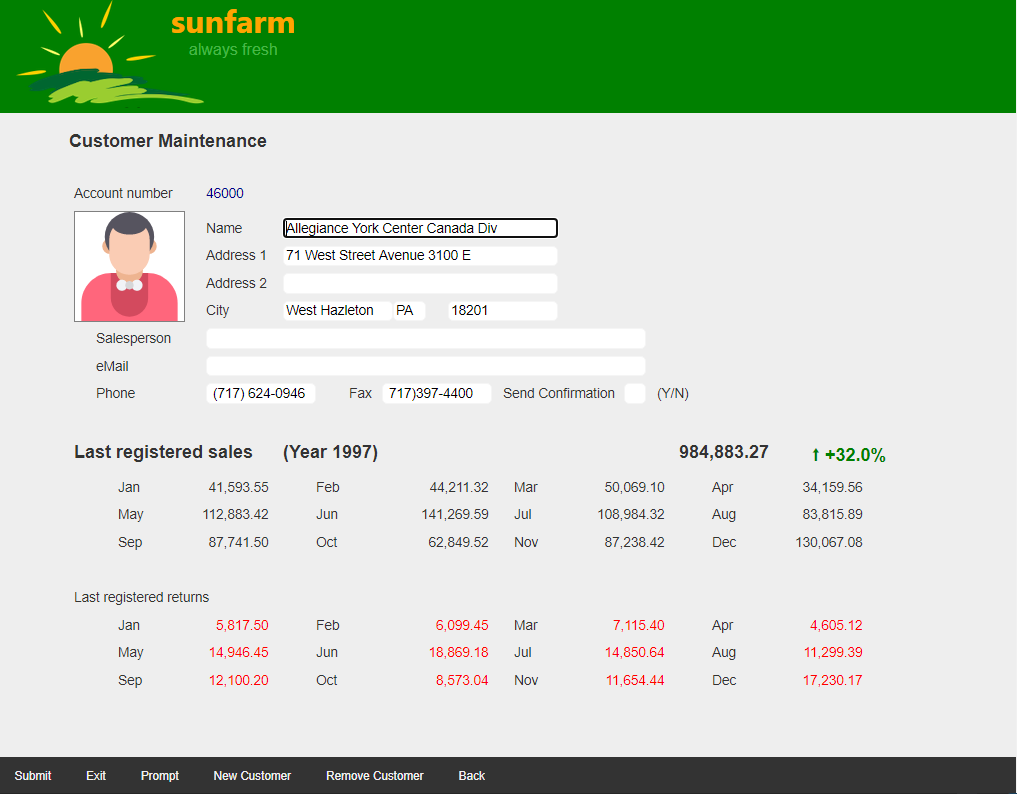 sunfarm
always fresh
Customer Maintenance
Account number 46000
Name Allegiance York Center Canada Div
Address 1 71 West Street Avenue 3100 E
Address 2
City West Hazleton PA 18201
Salesperson
eMail
Phone (717) 624-0946 Fax 717)397-4400 Send Confirmation (Y/N)
Last registered sales (Year 1997) 984,883.27 ↑ +32.0%
Jan 41,593.55 Feb 44,211.32 Mar 50,069.10 Apr 34,159.56
May 112,883.42 Jun 141,269.59 Jul 108,984.32 Aug 83,815.89
Sep 87,741.50 Oct 62,849.52 Nov 87,238.42 Dec 130,067.08
Last registered returns
Jan 5,817.50 Feb 6,099.45 Mar 7,115.40 Apr 4,605.12
May 14,946.45 Jun 18,869.18 Jul 14,850.64 Aug 11,299.39
Sep 12,100.20 Oct 8,573.04 Nov 11,654.44 Dec 17,230.17
Submit Exit Prompt New Customer Remove Customer Back